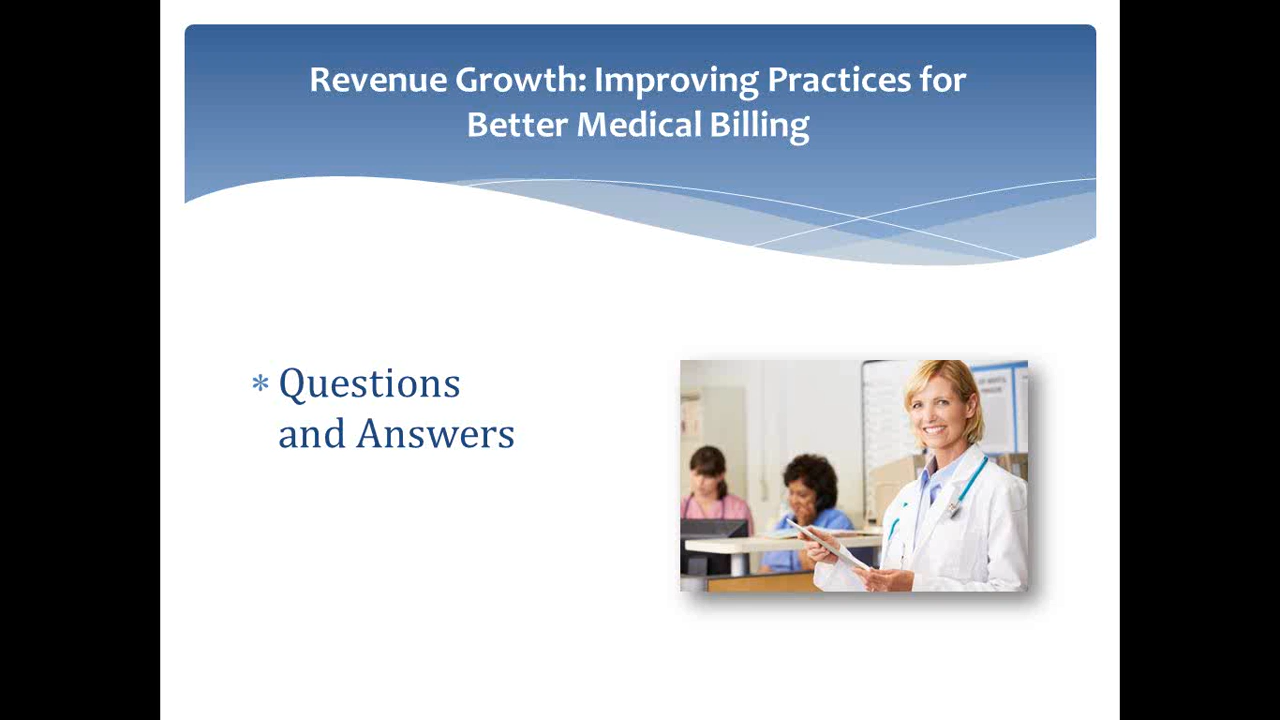 Revenue Growth: Improving Practices for
Better Medical Billing
* Questions
and Answers